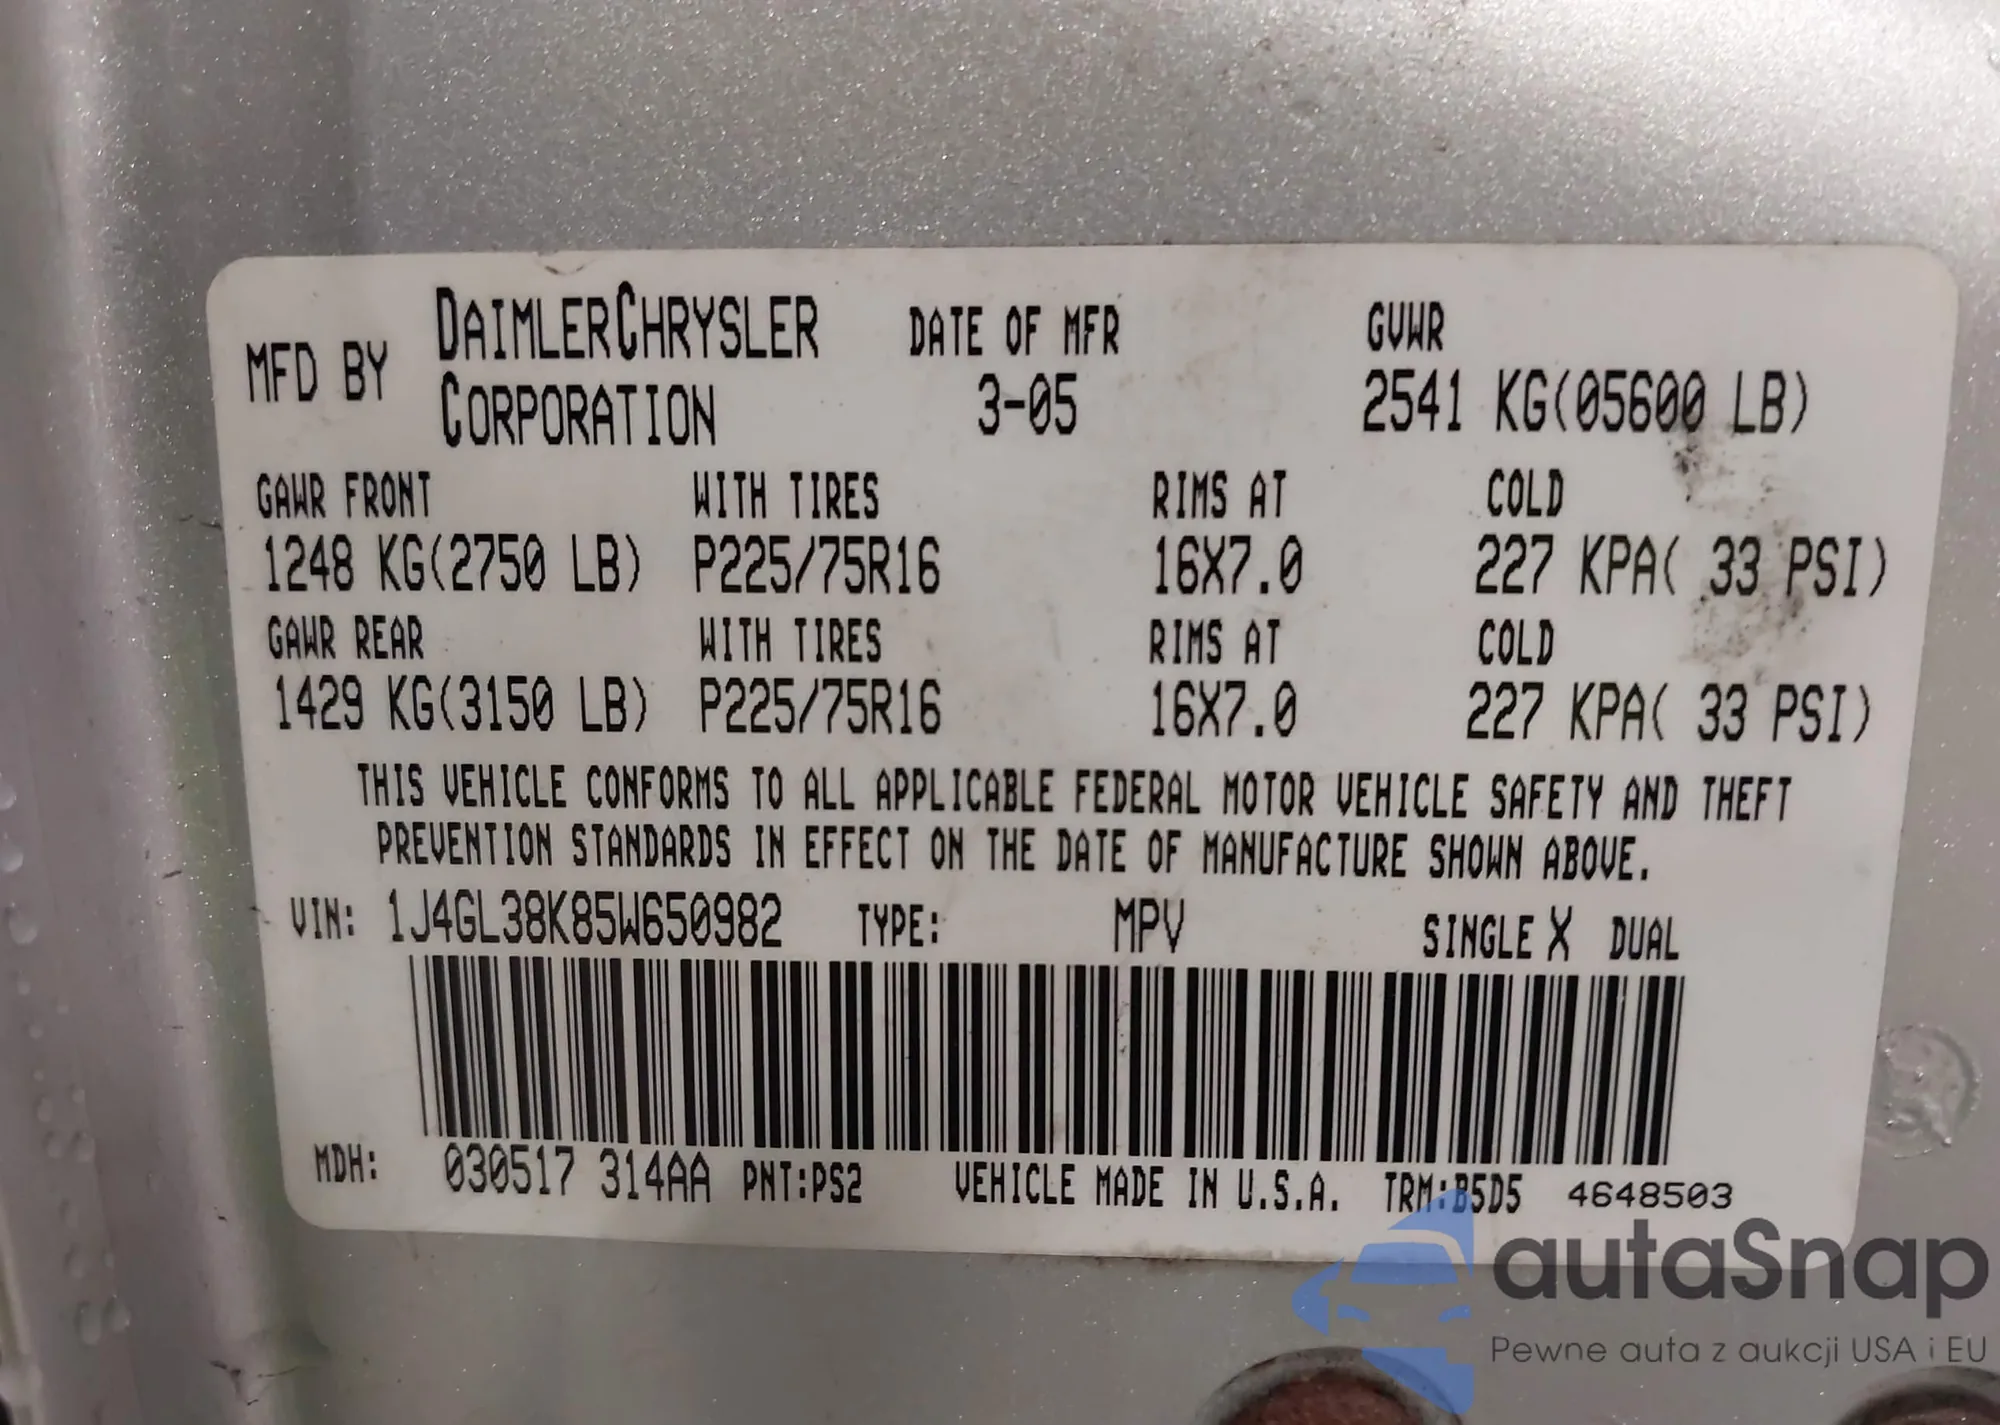 MFD BY DAIMLERCHRYSLER CORPORATION DATE OF MFR 3-05 GVWR 2541 KG(05600 LB)
GAWR FRONT WITH TIRES RIMS AT COLD
1248 KG(2750 LB) P225/75R16 16X7.0 227 KPA( 33 PSI)
GAWR REAR WITH TIRES RIMS AT COLD
1429 KG(3150 LB) P225/75R16 16X7.0 227 KPA( 33 PSI)
THIS VEHICLE CONFORMS TO ALL APPLICABLE FEDERAL MOTOR VEHICLE SAFETY AND THEFT
PREVENTION STANDARDS IN EFFECT ON THE DATE OF MANUFACTURE SHOWN ABOVE.
VIN: 1J4GL38K85W650982 TYPE: MPV SINGLE X DUAL
MDH: 030517 314AA PNT:PS2 VEHICLE MADE IN U.S.A. TRM:B5D5 4648503
autaSnap
Pewne auta z aukcji USA i EU